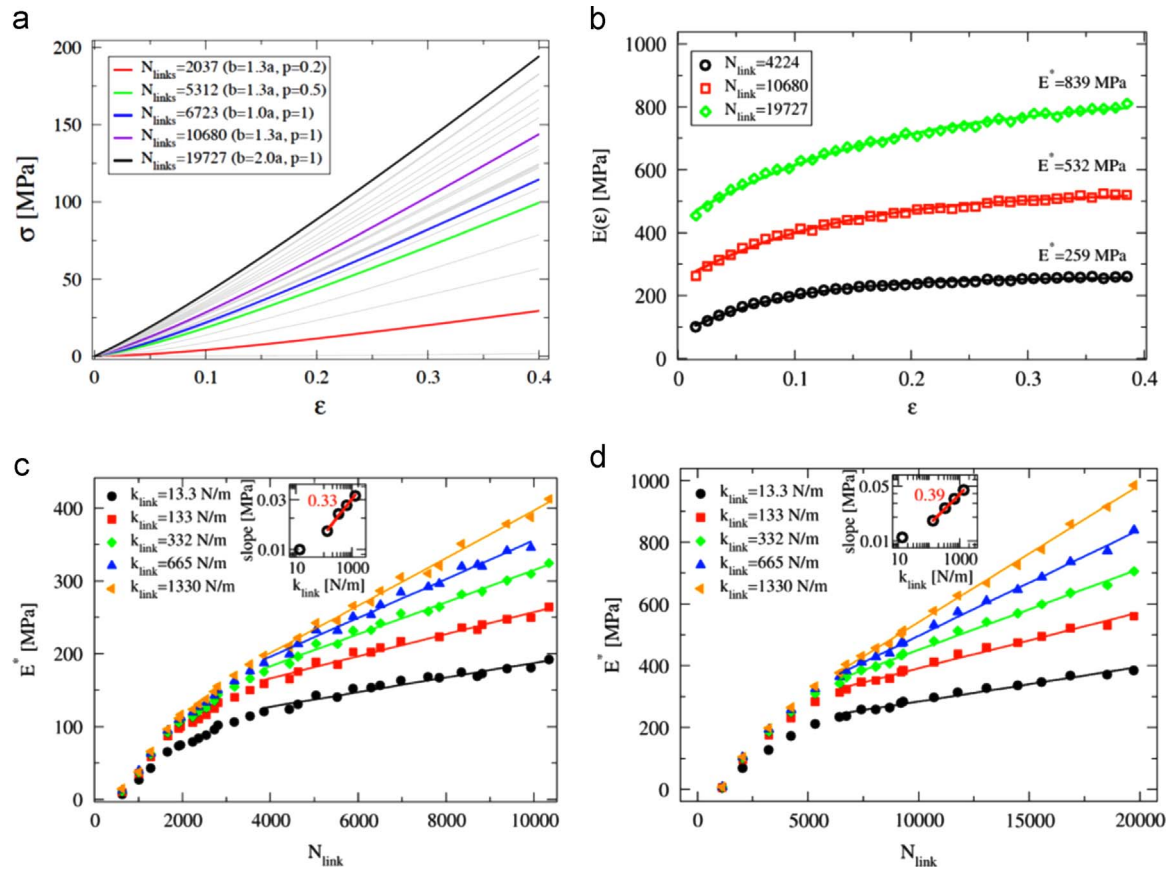 a
σ [MPa]
200
150
100
50
0
N_links=2037 (b=1.3a, p=0.2)
N_links=5312 (b=1.3a, p=0.5)
N_links=6723 (b=1.0a, p=1)
N_links=10680 (b=1.3a, p=1)
N_links=19727 (b=2.0a, p=1)
0 0.1 0.2 0.3 0.4
ε
b
E(ε) [MPa]
1000
800
600
400
200
0
N_link=4224
N_link=10680
N_link=19727
E*=839 MPa
E*=532 MPa
E*=259 MPa
0 0.1 0.2 0.3 0.4
ε
c
E* [MPa]
400
300
200
100
0
k_link=13.3 N/m
k_link=133 N/m
k_link=332 N/m
k_link=665 N/m
k_link=1330 N/m
slope [MPa]
0.03
0.01
0.33
10 1000
k_link [N/m]
0 2000 4000 6000 8000 10000
N_link
d
E* [MPa]
1000
800
600
400
200
0
k_link=13.3 N/m
k_link=133 N/m
k_link=332 N/m
k_link=665 N/m
k_link=1330 N/m
slope [MPa]
0.05
0.01
0.39
10 1000
k_link [N/m]
0 5000 10000 15000 20000
N_link